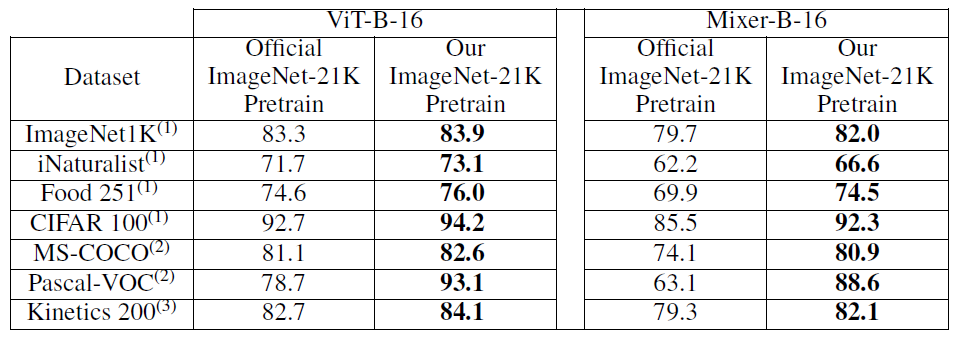 ViT-B-16 Mixer-B-16
Official Our Official Our
Dataset ImageNet-21K ImageNet-21K ImageNet-21K ImageNet-21K
Pretrain Pretrain Pretrain Pretrain
ImageNet1K(1) 83.3 83.9 79.7 82.0
iNaturalist(1) 71.7 73.1 62.2 66.6
Food 251(1) 74.6 76.0 69.9 74.5
CIFAR 100(1) 92.7 94.2 85.5 92.3
MS-COCO(2) 81.1 82.6 74.1 80.9
Pascal-VOC(2) 78.7 93.1 63.1 88.6
Kinetics 200(3) 82.7 84.1 79.3 82.1